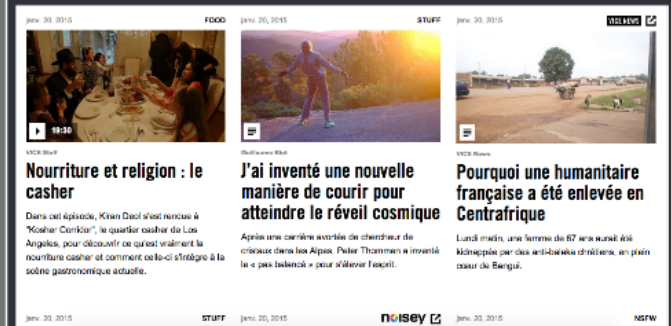 janv. 20, 2015
FOOD
19:30
VICE Staff
Nourriture et religion : le
casher
Dans cet épisode, Kiran Deol s'est rendue à
"Kosher Corridor", le quartier casher de Los
Angeles, pour découvrir ce qu'est vraiment la
nourriture casher et comment celle-ci s'intègre à la
scène gastronomique actuelle.
janv. 20, 2015
STUFF
J'ai inventé une nouvelle
manière de courir pour
atteindre le réveil cosmique
Après une carrière avortée de chercheur de
cristaux dans les Alpes, Peter Thommen a inventé
le « pas balancé » pour s'élever l'esprit.
janv. 20, 2015
VICE NEWS
VICE News
Pourquoi une humanitaire
française a été enlevée en
Centrafrique
Lundi matin, une femme de 67 ans aurait été
kidnappée par des anti-balaka chrétiens, en plein
cœur de Bangui.
janv. 20, 2015
STUFF
janv. 20, 2015
noisey
janv. 20, 2015
NSFW